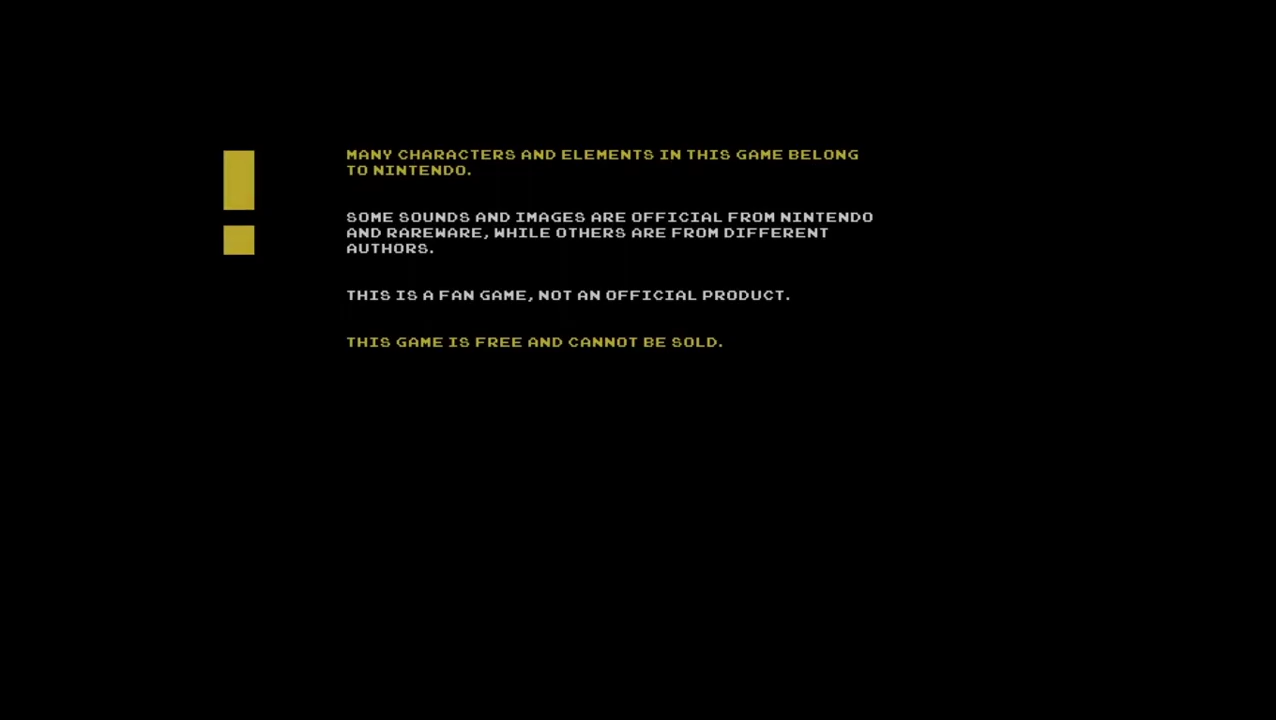 MANY CHARACTERS AND ELEMENTS IN THIS GAME BELONG
TO NINTENDO.
SOME SOUNDS AND IMAGES ARE OFFICIAL FROM NINTENDO
AND RAREWARE, WHILE OTHERS ARE FROM DIFFERENT
AUTHORS.
THIS IS A FAN GAME, NOT AN OFFICIAL PRODUCT.
THIS GAME IS FREE AND CANNOT BE SOLD.